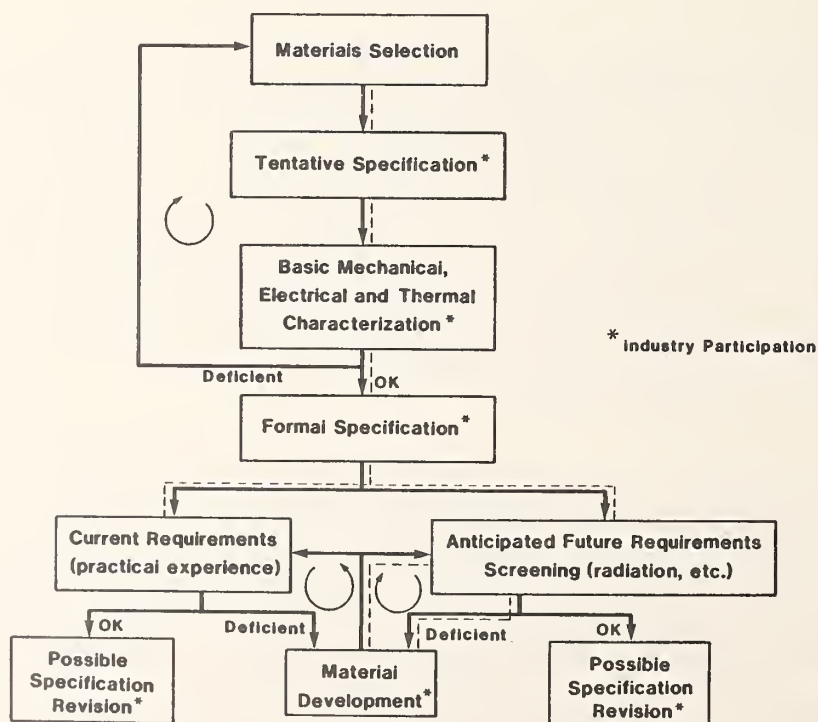 Materials Selection
Tentative Specification*
Basic Mechanical,
Electrical and Thermal
Characterization*
* Industry Participation
Deficient
OK
Formal Specification*
Current Requirements
(practical experience)
Anticipated Future Requirements
Screening (radiation, etc.)
OK
Deficient
Deficient
OK
Possible
Specification
Revision*
Material
Development*
Possible
Specification
Revision*